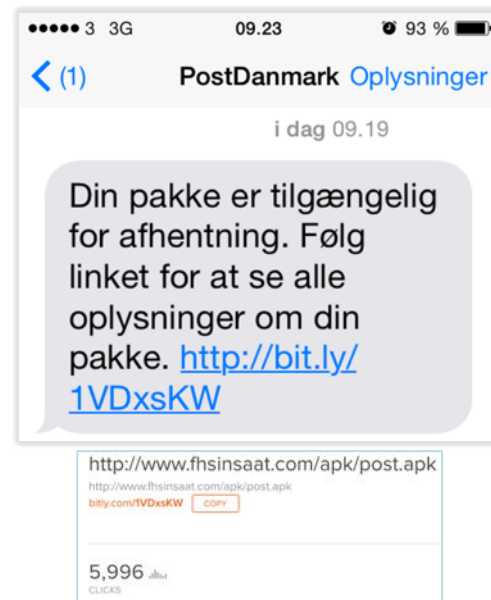 3 3G 09.23 93 %
(1) PostDanmark Oplysninger
i dag 09.19
Din pakke er tilgængelig
for afhentning. Følg
linket for at se alle
oplysninger om din
pakke. http://bit.ly/
1VDxsKW
http://www.fhsinsaat.com/apk/post.apk
http://www.fhsinsaat.com/apk/post.apk
bitly.com/1VDxsKW COPY
5,996
CLICKS